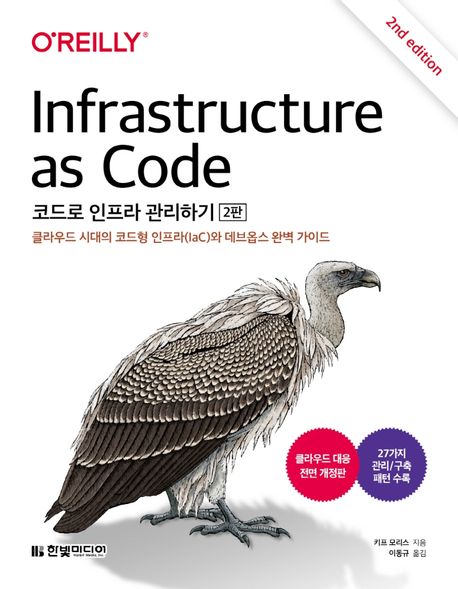 O'REILLY®
2nd edition
Infrastructure
as Code
코드로 인프라 관리하기 2판
클라우드 시대의 코드형 인프라(IaC)와 데브옵스 완벽 가이드
클라우드 대응
전면 개정판
27가지
관리/구축
패턴 수록
키프 모리스 지음
이동규 옮김
한빛미디어
Hanbit Media, Inc.